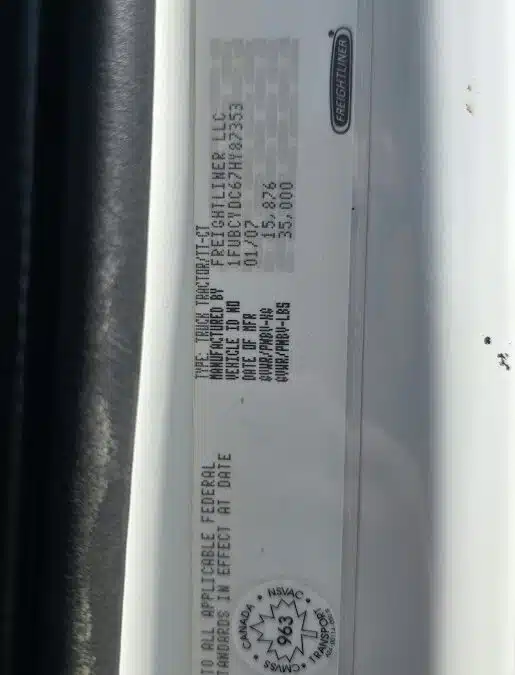 TYPE: TRUCK TRACTOR/TT-CT
MANUFACTURED BY FREIGHTLINER LLC
VEHICLE ID NO 1FUBCYDC67HY87353
DATE OF MFR 01/07
GVWR/PNBV-KG 15,876
GVWR/PNBV-LBS 35,000
TO ALL APPLICABLE FEDERAL
TANDARDS IN EFFECT AT DATE
FREIGHTLINER
CANADA • NSVAC •
963
TRANSPORT • CMVSS